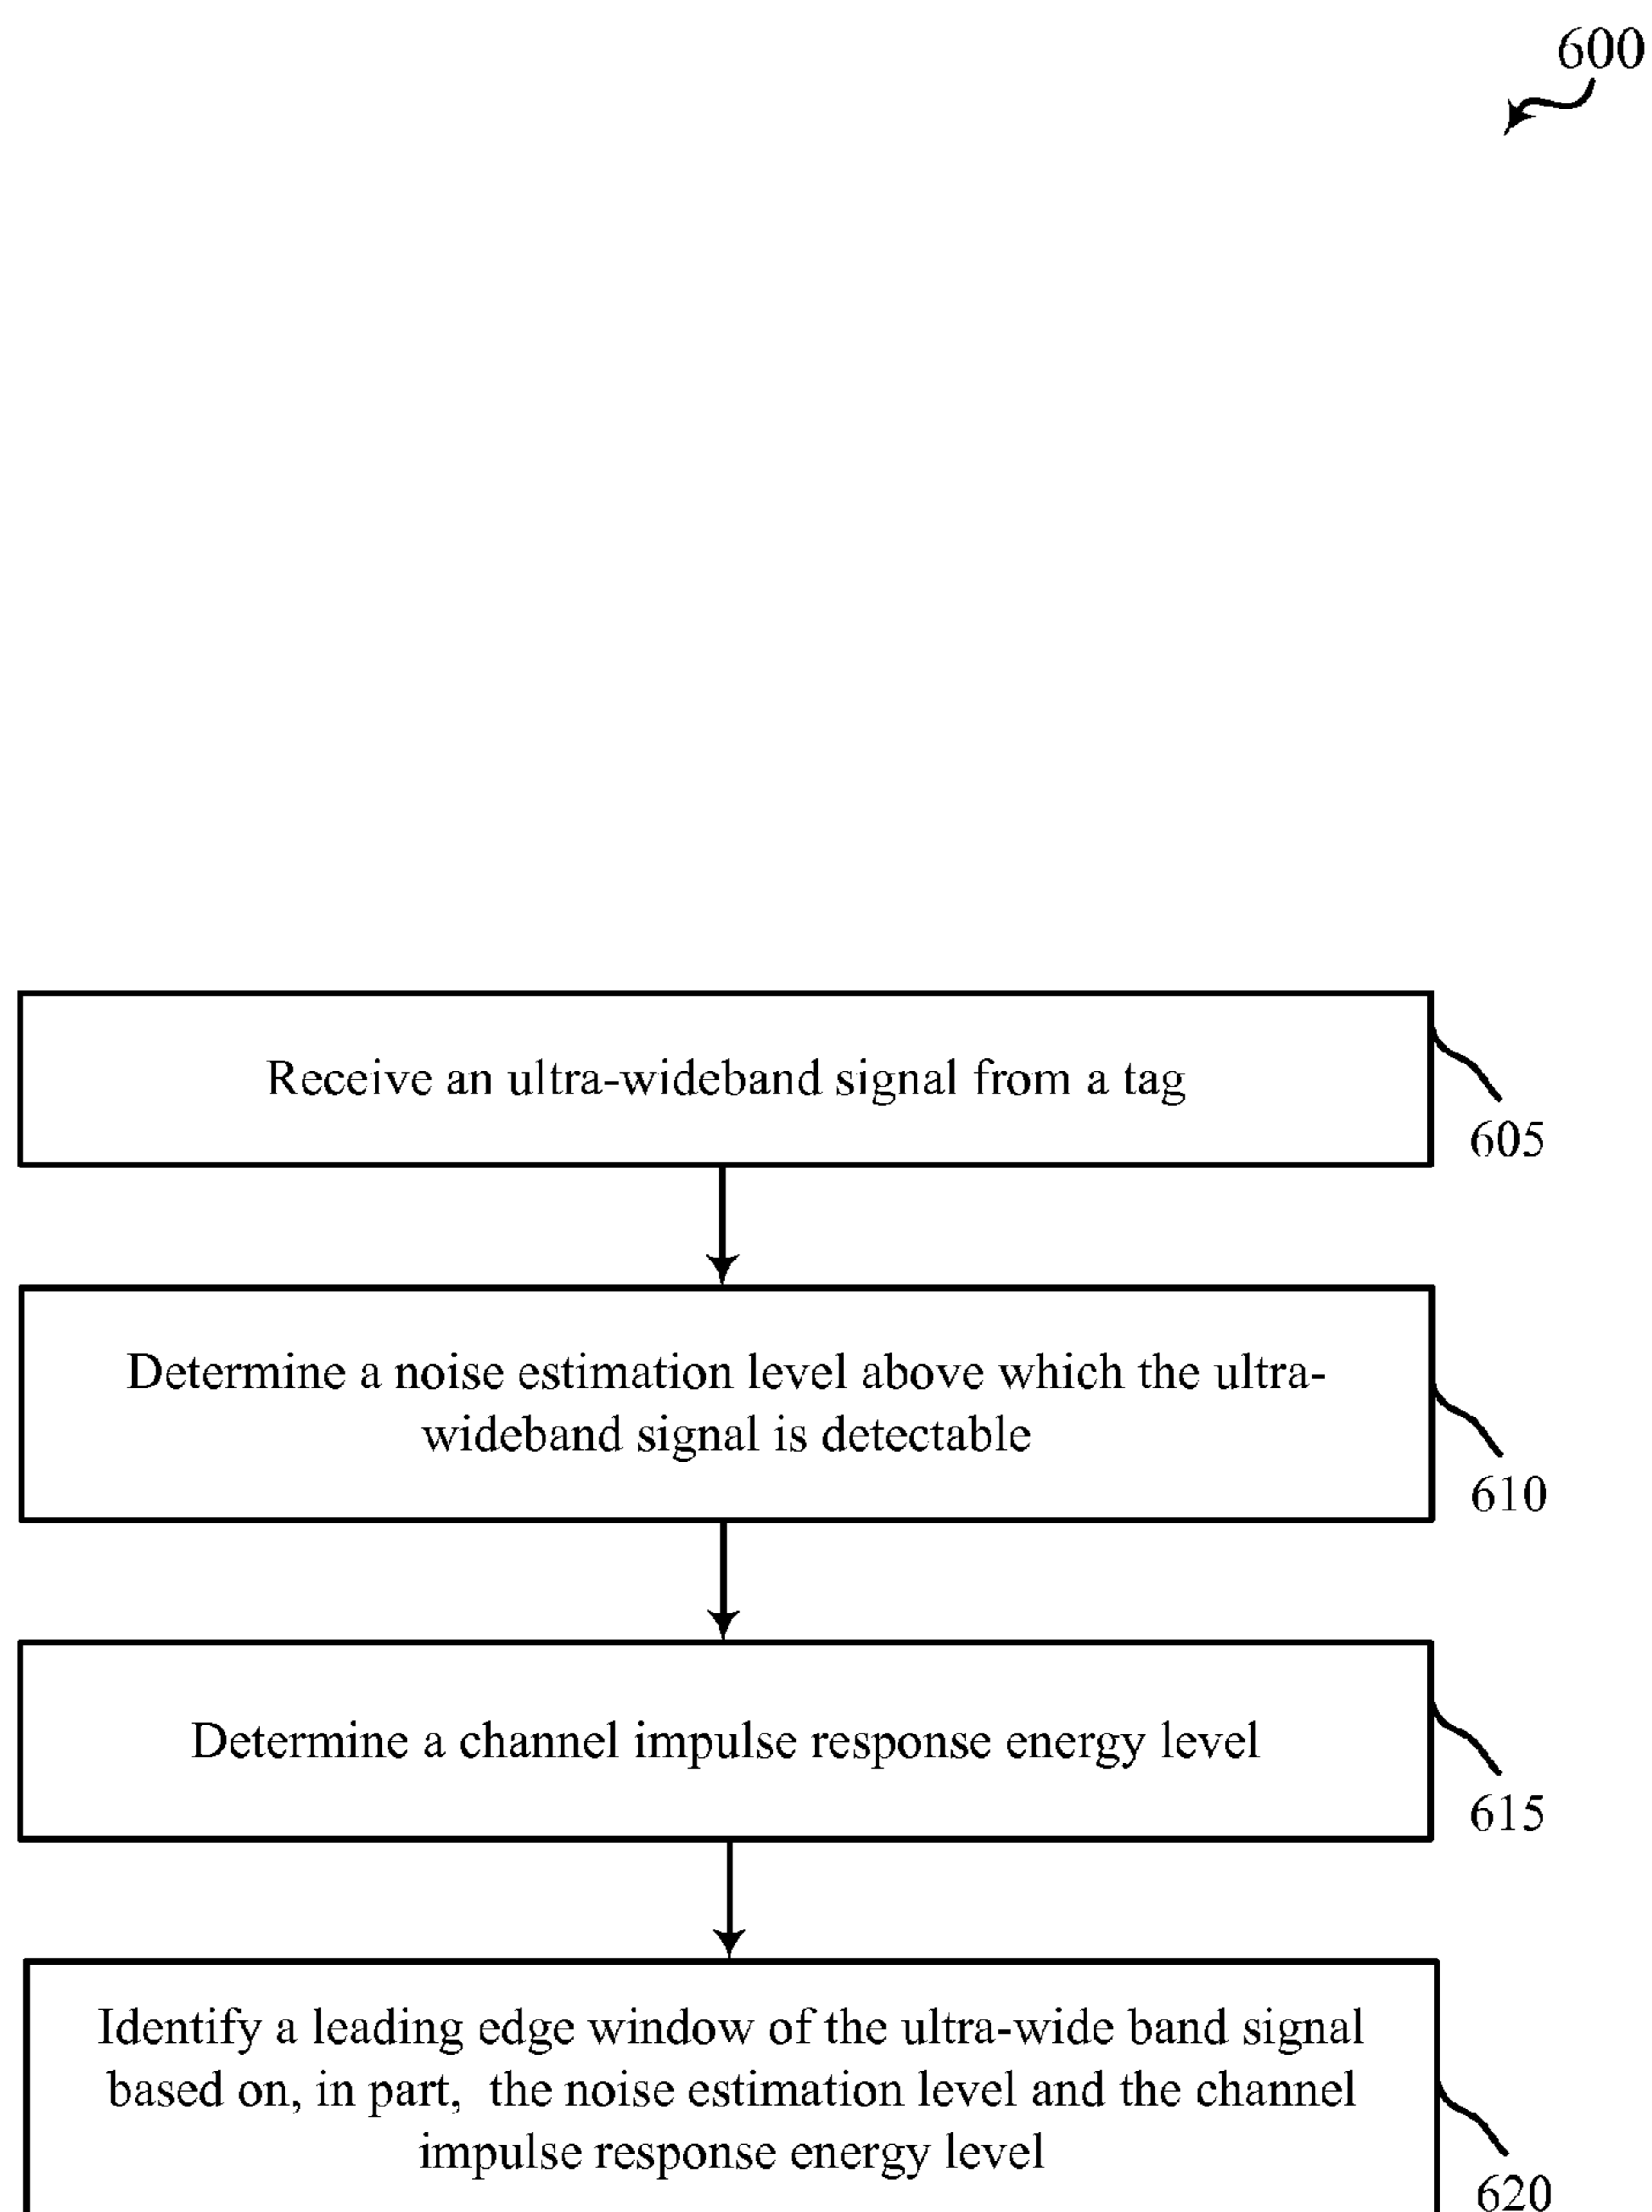 600
Receive an ultra-wideband signal from a tag
605
Determine a noise estimation level above which the ultra-
wideband signal is detectable
610
Determine a channel impulse response energy level
615
Identify a leading edge window of the ultra-wide band signal
based on, in part, the noise estimation level and the channel
impulse response energy level
620